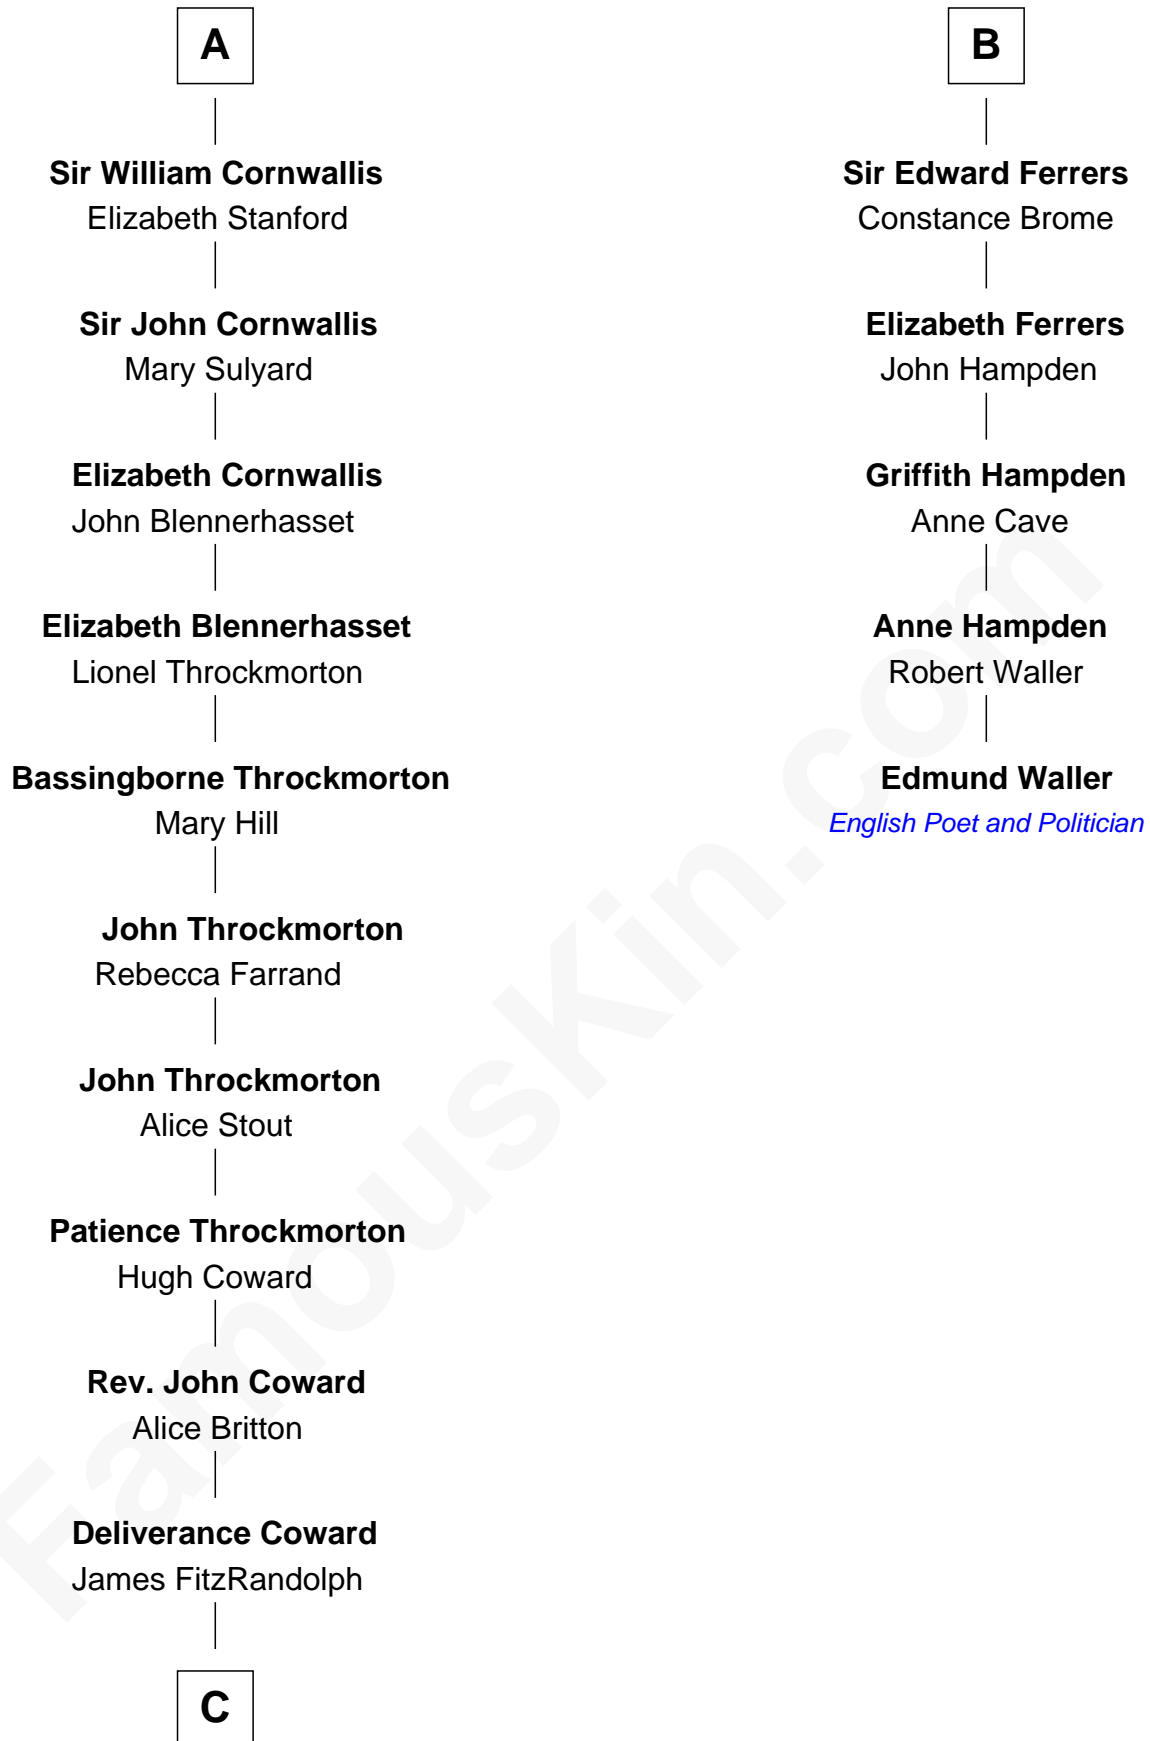 A
Sir William Cornwallis
Elizabeth Stanford
Sir John Cornwallis
Mary Sulyard
Elizabeth Cornwallis
John Blennerhasset
Elizabeth Blennerhasset
Lionel Throckmorton
Bassingborne Throckmorton
Mary Hill
John Throckmorton
Rebecca Farrand
John Throckmorton
Alice Stout
Patience Throckmorton
Hugh Coward
Rev. John Coward
Alice Britton
Deliverance Coward
James FitzRandolph
C
B
Sir Edward Ferrers
Constance Brome
Elizabeth Ferrers
John Hampden
Griffith Hampden
Anne Cave
Anne Hampden
Robert Waller
Edmund Waller
English Poet and Politician
FamousKin.com